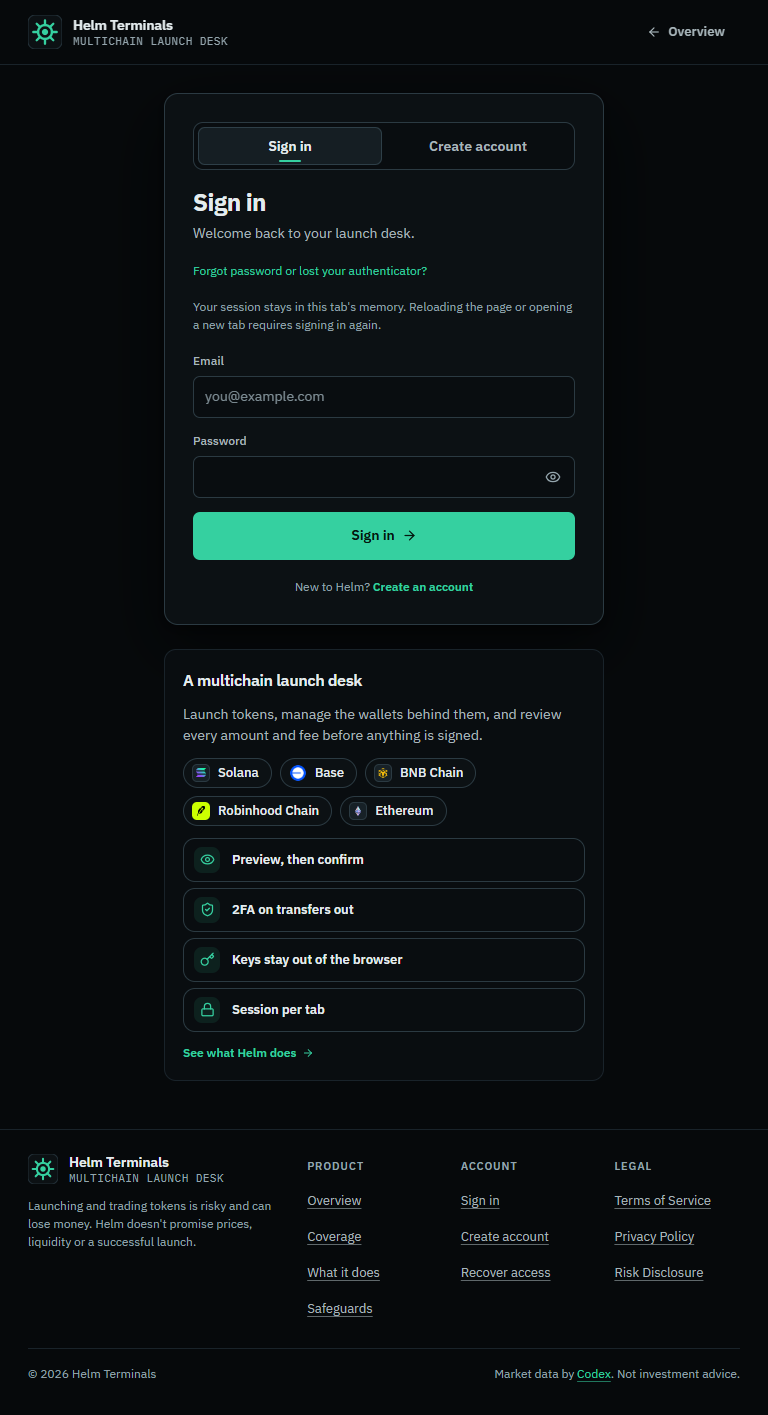 Helm Terminals
MULTICHAIN LAUNCH DESK
Overview
Sign in
Create account
Sign in
Welcome back to your launch desk.
Forgot password or lost your authenticator?
Your session stays in this tab's memory. Reloading the page or opening
a new tab requires signing in again.
Email
you@example.com
Password
Sign in
New to Helm? Create an account
A multichain launch desk
Launch tokens, manage the wallets behind them, and review
every amount and fee before anything is signed.
Solana
Base
BNB Chain
Robinhood Chain
Ethereum
Preview, then confirm
2FA on transfers out
Keys stay out of the browser
Session per tab
See what Helm does
Helm Terminals
MULTICHAIN LAUNCH DESK
Launching and trading tokens is risky and can
lose money. Helm doesn't promise prices,
liquidity or a successful launch.
PRODUCT
Overview
Coverage
What it does
Safeguards
ACCOUNT
Sign in
Create account
Recover access
LEGAL
Terms of Service
Privacy Policy
Risk Disclosure
© 2026 Helm Terminals
Market data by Codex. Not investment advice.